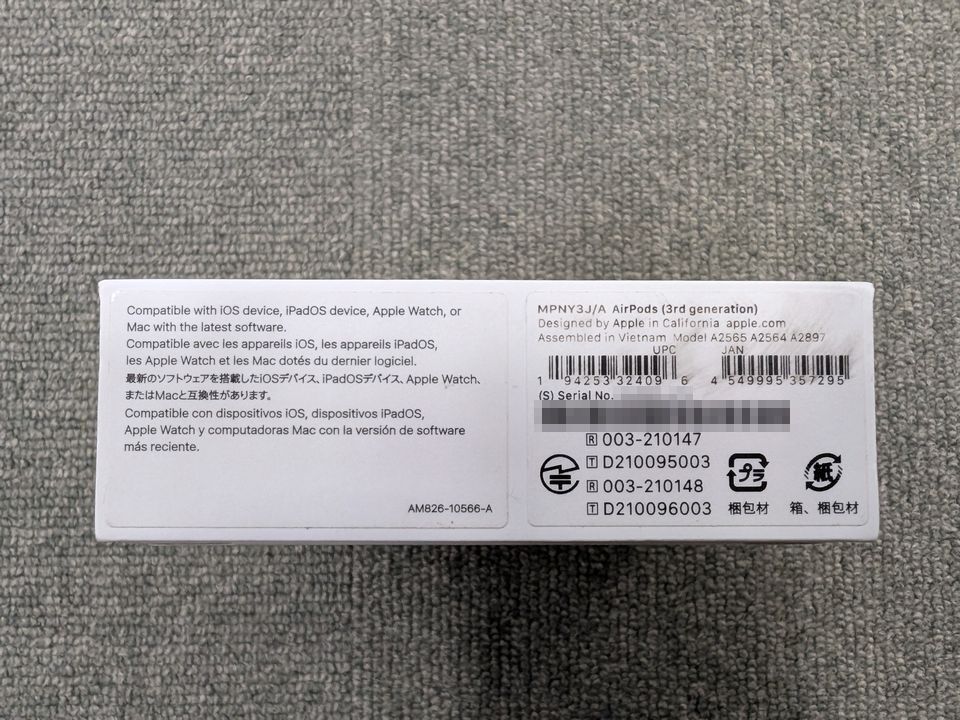 Compatible with iOS device, iPadOS device, Apple Watch, or
Mac with the latest software.
Compatible avec les appareils iOS, les appareils iPadOS,
les Apple Watch et les Mac dotés du dernier logiciel.
最新のソフトウェアを搭載したiOSデバイス、iPadOSデバイス、Apple Watch、
またはMacと互換性があります。
Compatible con dispositivos iOS, dispositivos iPadOS,
Apple Watch y computadoras Mac con la versión de software
más reciente.
AM826-10566-A
MPNY3J/A AirPods (3rd generation)
Designed by Apple in California apple.com
Assembled in Vietnam Model A2565 A2564 A2897
UPC JAN
1 94253 32409 6 4 549995 357295
(S) Serial No.
R 003-210147
T D210095003
R 003-210148
T D210096003
プラ
梱包材
紙
箱、梱包材